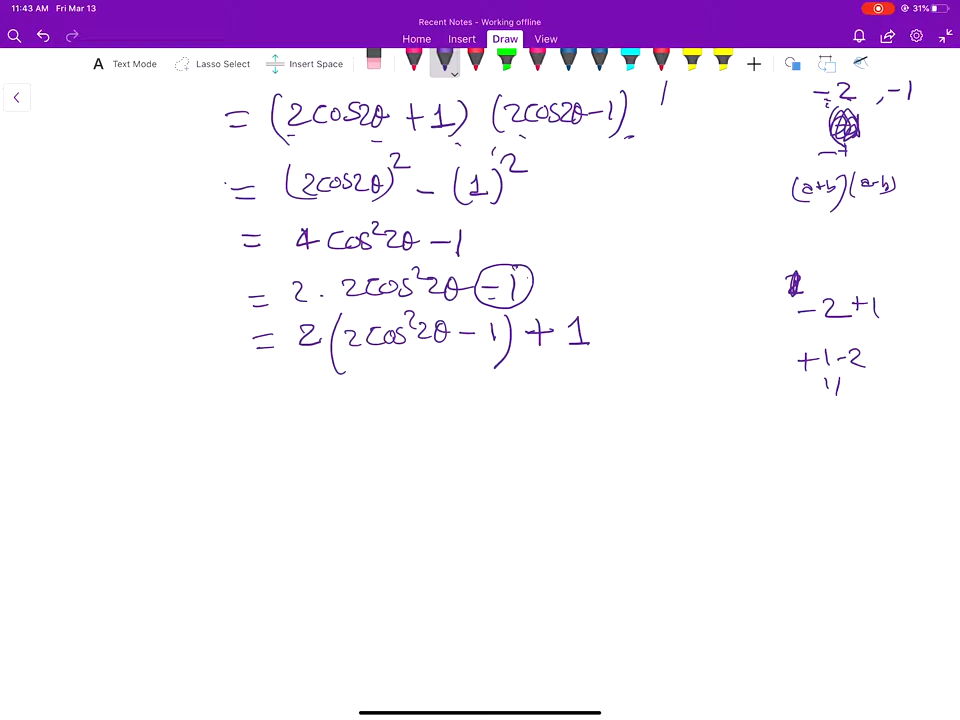 11:43 AM Fri Mar 13
31%
Recent Notes - Working offline
Home Insert Draw View
A Text Mode Lasso Select Insert Space
= (2cos2θ + 1) (2cos2θ - 1)
= (2cos2θ)² - (1)²
= 4cos²2θ - 1
= 2 · 2cos²2θ - 1
= 2(2cos²2θ - 1) + 1
-2, -1
(a+b)(a-b)
-2+1
+1-2